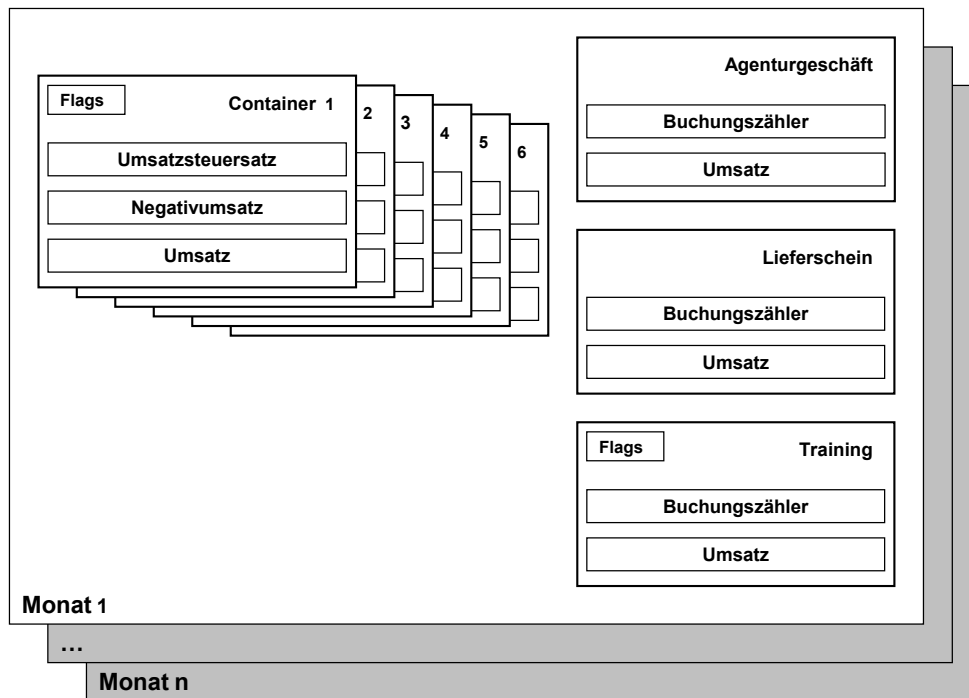 Flags
Container 1
Umsatzsteuersatz
Negativumsatz
Umsatz
2
3
4
5
6
Agenturgeschäft
Buchungszähler
Umsatz
Lieferschein
Buchungszähler
Umsatz
Flags
Training
Buchungszähler
Umsatz
Monat 1
...
Monat n